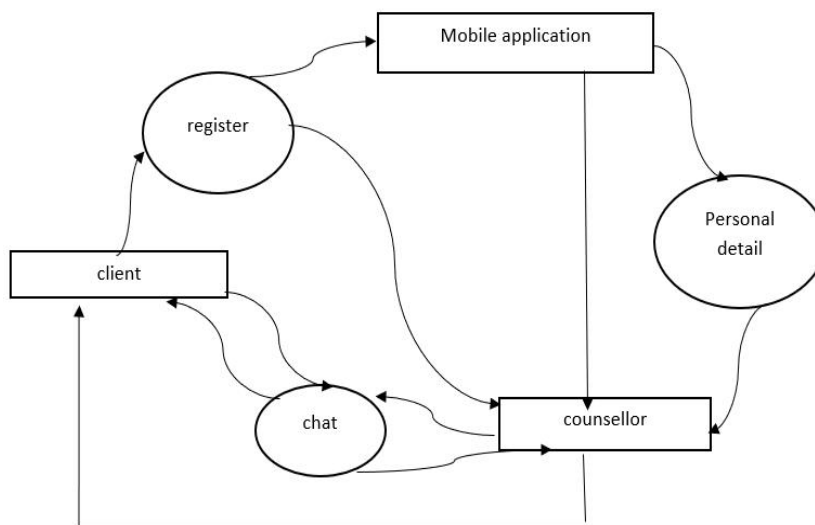 Mobile application
register
Personal
detail
client
chat
counsellor